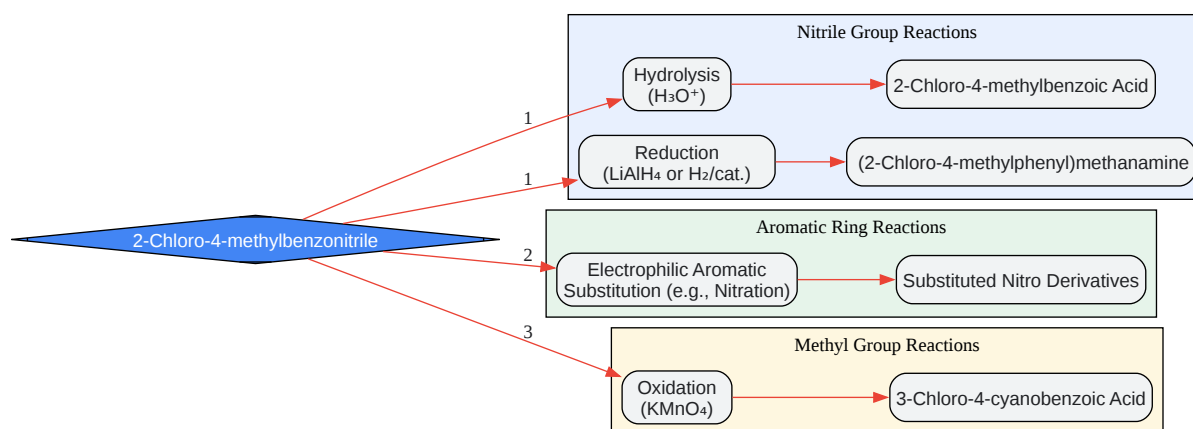 Nitrile Group Reactions
Hydrolysis
(H₃O⁺)
2-Chloro-4-methylbenzoic Acid
1
Reduction
(LiAlH₄ or H₂/cat.)
(2-Chloro-4-methylphenyl)methanamine
1
2-Chloro-4-methylbenzonitrile
Aromatic Ring Reactions
2
Electrophilic Aromatic
Substitution (e.g., Nitration)
Substituted Nitro Derivatives
3
Methyl Group Reactions
Oxidation
(KMnO₄)
3-Chloro-4-cyanobenzoic Acid